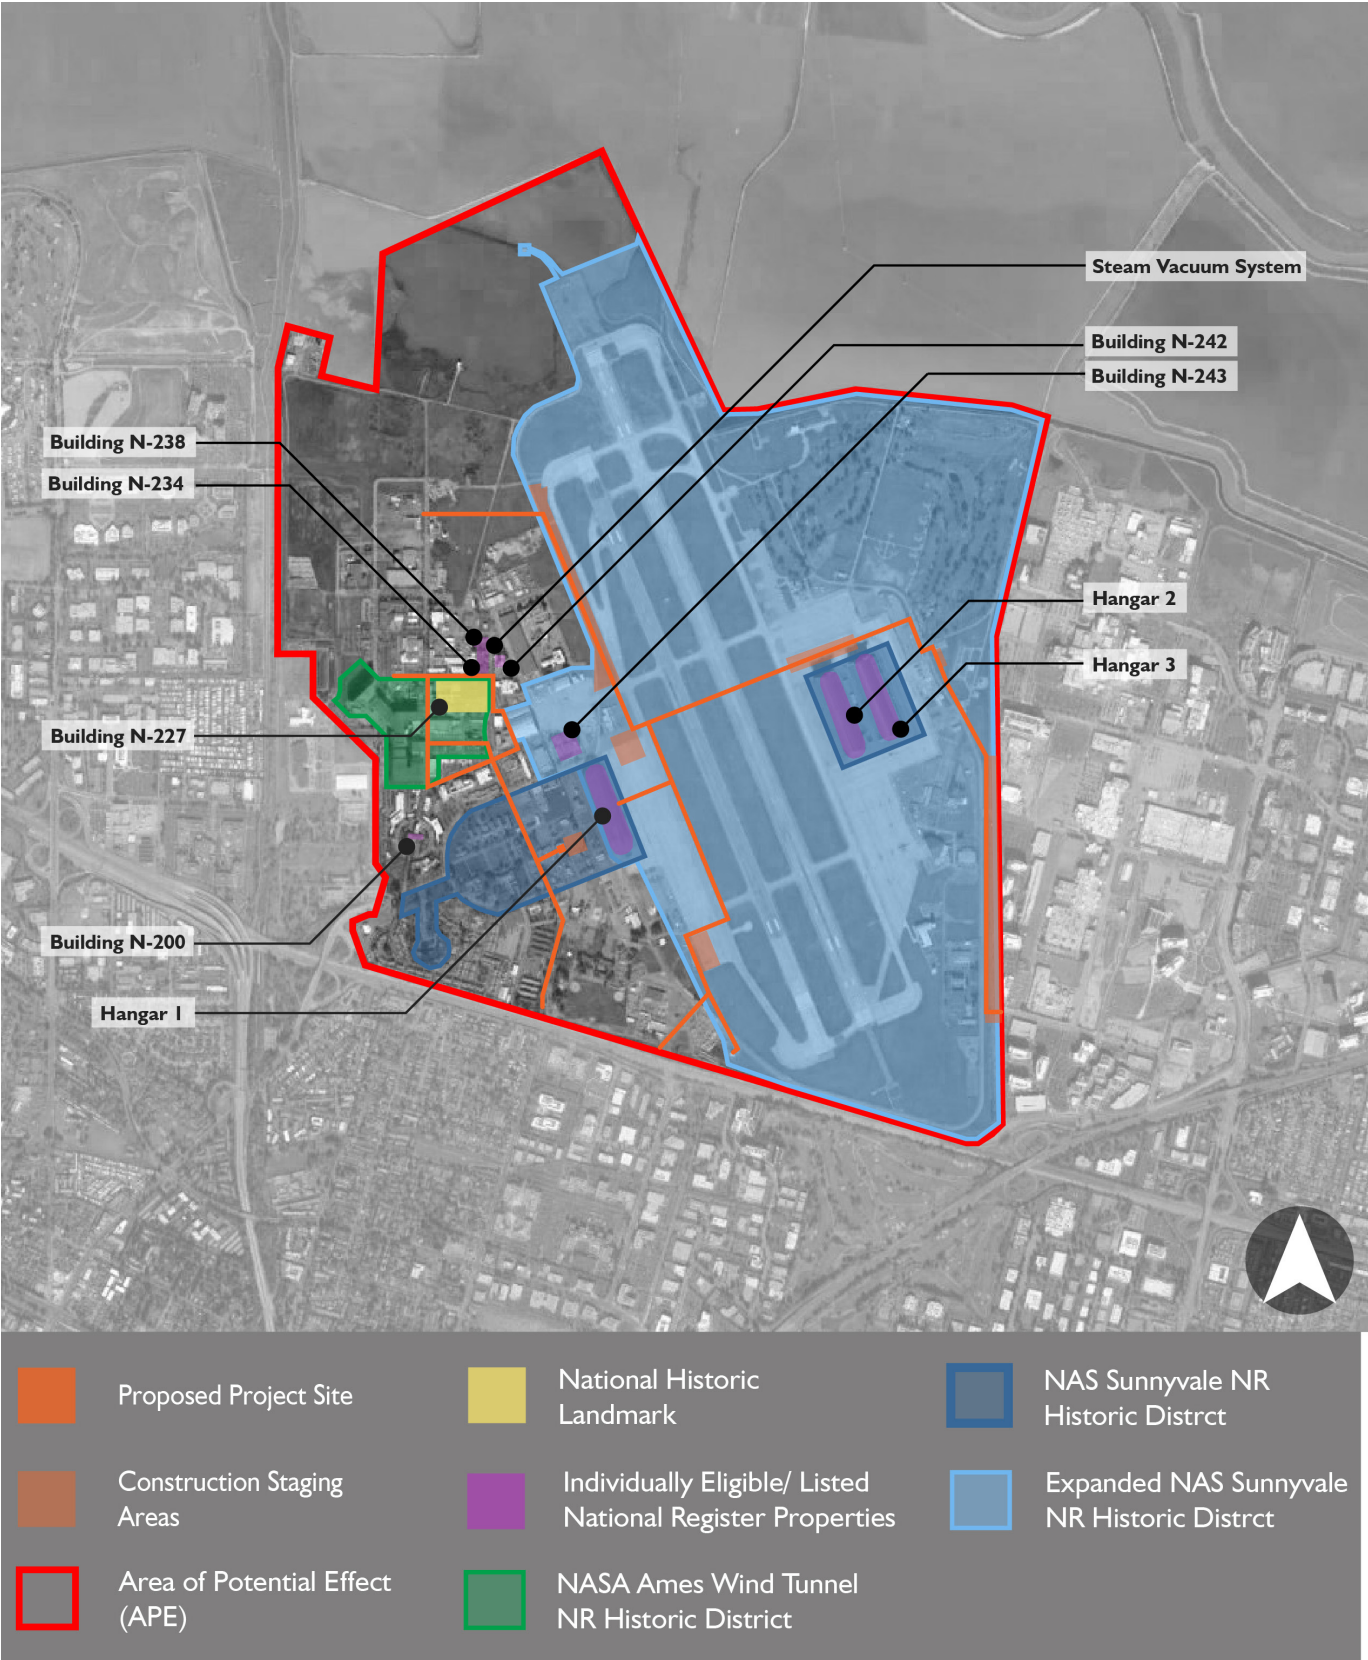 Steam Vacuum System
Building N-242
Building N-243
Building N-238
Building N-234
Hangar 2
Hangar 3
Building N-227
Building N-200
Hangar 1
Proposed Project Site
Construction Staging
Areas
Area of Potential Effect
(APE)
National Historic
Landmark
Individually Eligible/ Listed
National Register Properties
NASA Ames Wind Tunnel
NR Historic District
NAS Sunnyvale NR
Historic Distrct
Expanded NAS Sunnyvale
NR Historic Distrct